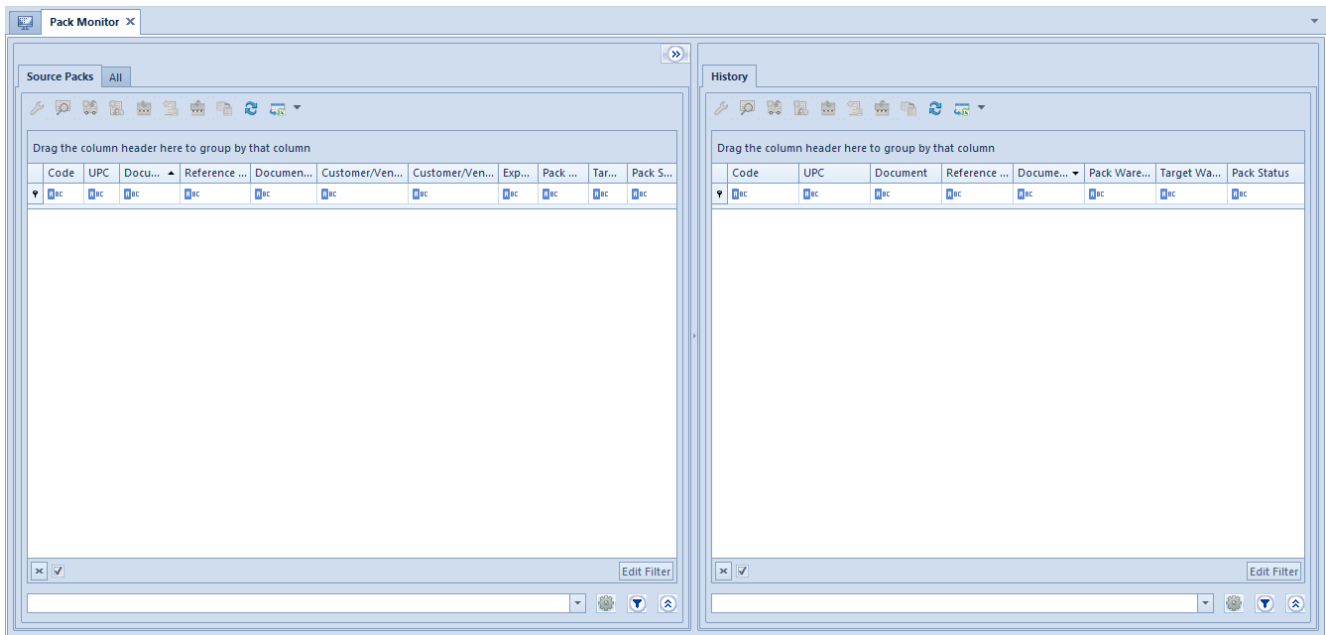 Pack Monitor
Source Packs All
Drag the column header here to group by that column
Code UPC Docu... Reference ... Documen... Customer/Ven... Customer/Ven... Exp... Pack ... Tar... Pack S...
Edit Filter
History
Drag the column header here to group by that column
Code UPC Document Reference ... Docume... Pack Ware... Target Wa... Pack Status
Edit Filter